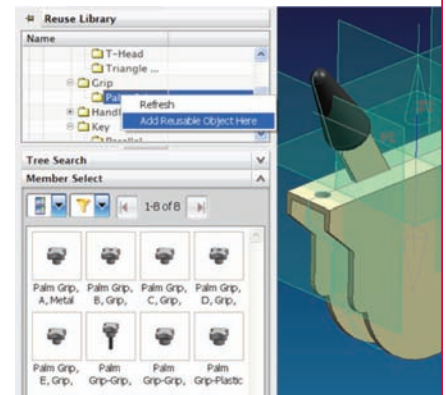 Reuse Library
Name
T-Head
Triangle ...
Grip
Refresh
Handl
Add Reusable Object Here
Key
Parallel
Tree Search
Member Select
1-8 of 8
Palm Grip, Palm Grip, Palm Grip, Palm Grip,
A, Metal B, Grip, C, Grip, D, Grip,
Palm Grip, Palm Palm Palm
E, Grip, Grip-Grip, Grip-Grip, Grip-Plastic